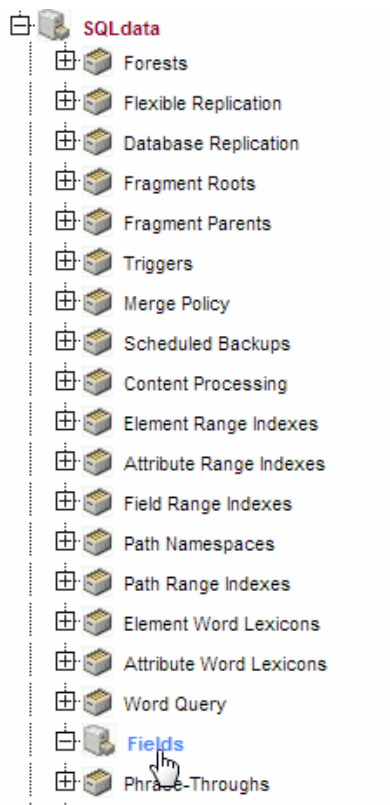 SQLdata
Forests
Flexible Replication
Database Replication
Fragment Roots
Fragment Parents
Triggers
Merge Policy
Scheduled Backups
Content Processing
Element Range Indexes
Attribute Range Indexes
Field Range Indexes
Path Namespaces
Path Range Indexes
Element Word Lexicons
Attribute Word Lexicons
Word Query
Fields
Phrase-Throughs